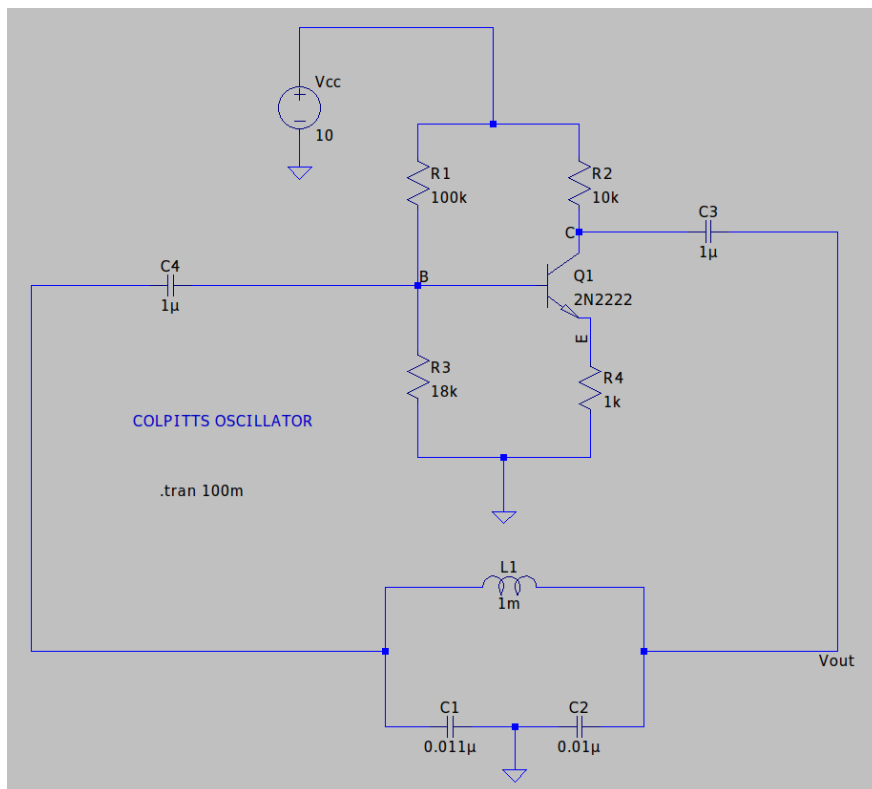 Vcc
10
R1
100k
R2
10k
C3
1µ
C
C4
1µ
B
Q1
2N2222
E
R3
18k
R4
1k
COLPITTS OSCILLATOR
.tran 100m
L1
1m
Vout
C1
0.011µ
C2
0.01µ